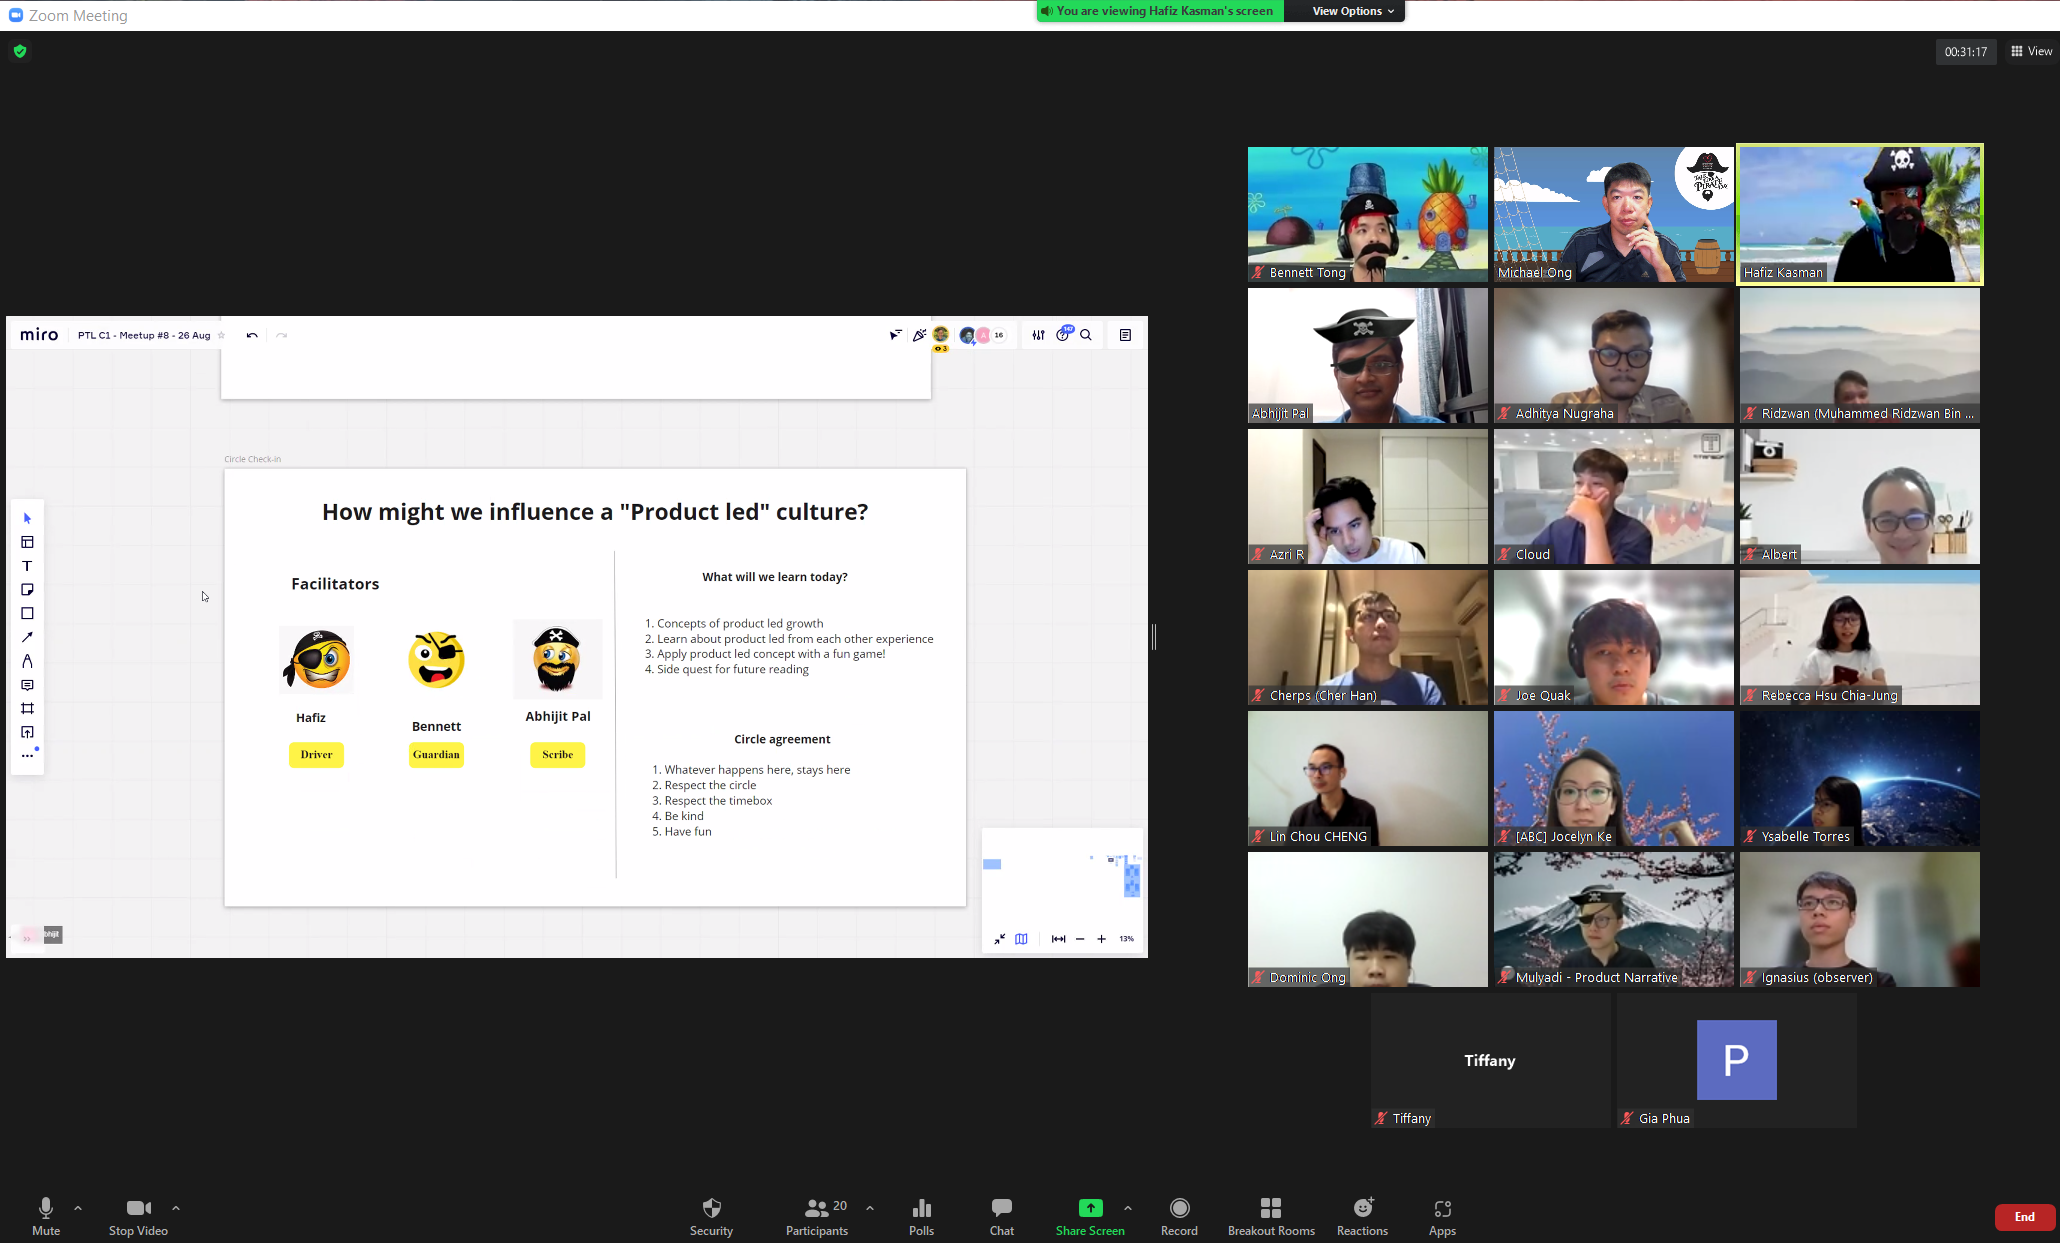 Zoom Meeting
You are viewing Hafiz Kasman's screen
View Options
00:31:17
View
miro
PTL C1 - Meetup #8 - 26 Aug
3
16
147
Circle Check-in
How might we influence a "Product led" culture?
Facilitators
Hafiz
Driver
Bennett
Guardian
Abhijit Pal
Scribe
What will we learn today?
1. Concepts of product led growth
2. Learn about product led from each other experience
3. Apply product led concept with a fun game!
4. Side quest for future reading
Circle agreement
1. Whatever happens here, stays here
2. Respect the circle
3. Respect the timebox
4. Be kind
5. Have fun
13%
Bennett Tong
Michael Ong
Hafiz Kasman
Abhijit Pal
Adhitya Nugraha
Ridzwan (Muhammed Ridzwan Bin ...
Azri R
Cloud
Albert
Cherps (Cher Han)
Joe Quak
Rebecca Hsu Chia-Jung
Lin Chou CHENG
[ABC] Jocelyn Ke
Ysabelle Torres
Dominic Ong
Mulyadi - Product Narrative
Ignasius (observer)
Tiffany
Tiffany
P
Gia Phua
Mute
Stop Video
Security
Participants
20
Polls
Chat
Share Screen
Record
Breakout Rooms
Reactions
Apps
End